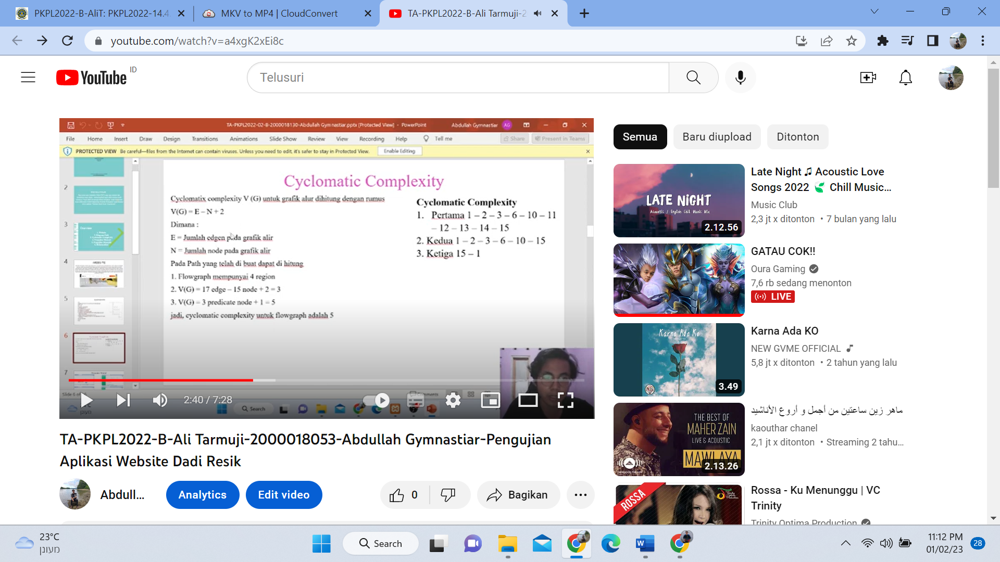 PKPL2022-B-AliT: PKPL2022-14.4
MKV to MP4 | CloudConvert
TA-PKPL2022-B-Ali Tarmuji-2
youtube.com/watch?v=a4xgK2xEi8c
YouTube ID
Telusuri
TA-PKPL2022-02-B-2000018130-Abdullah Gymnastiar.pptx [Protected View] - PowerPoint
Abdullah Gymnastiar AG
File Home Insert Draw Design Transitions Animations Slide Show Review View Recording Help Tell me
Share Present in Teams
PROTECTED VIEW Be careful—files from the Internet can contain viruses. Unless you need to edit, it's safer to stay in Protected View. Enable Editing
2
3
4
5
6
7
Cyclomatic Complexity
Cyclomatix complexity V (G) untuk grafik alur dihitung dengan rumus
V(G) = E – N + 2
Dimana :
E = Jumlah edgen pada grafik alir
N = Jumlah node pada grafik alir
Pada Path yang telah di buat dapat di hitung
1. Flowgraph mempunyai 4 region
2. V(G) = 17 edge – 15 node + 2 = 3
3. V(G) = 3 predicate node + 1 = 5
jadi, cyclomatic complexity untuk flowgraph adalah 5
Cyclomatic Complexity
1. Pertama 1 – 2 – 3 – 6 – 10 – 11
– 12 – 13 – 14 – 15
2. Kedua 1 – 2 – 3 – 6 – 10 – 15
3. Ketiga 15 – 1
2:40 / 7:28
Search
TA-PKPL2022-B-Ali Tarmuji-2000018053-Abdullah Gymnastiar-Pengujian
Aplikasi Website Dadi Resik
Abdull...
Analytics
Edit video
0
Bagikan
Semua
Baru diupload
Ditonton
LATE NIGHT
Acoustic / English Chill Music Mix
2.12.56
Late Night ♫ Acoustic Love
Songs 2022 🍃 Chill Music...
Music Club
2,3 jt x ditonton • 7 bulan yang lalu
GATAU COK!!
Oura Gaming
7,6 rb sedang menonton
LIVE
Karna Ada Ko
3.49
Karna Ada KO
NEW GVME OFFICIAL
5,8 jt x ditonton • 2 tahun yang lalu
THE BEST OF
MAHER ZAIN
LIVE & ACOUSTIC
MAWLAYA
2.13.26
ماهر زين ساعتين من أجمل و أروع الأناشيد
kaouthar chanel
2,1 jt x ditonton • Streaming 2 tahu...
ROSSA
Rossa - Ku Menunggu | VC
Trinity
Trinity Optima Production
23°C
מעונן
Search
11:12 PM
01/02/23
28